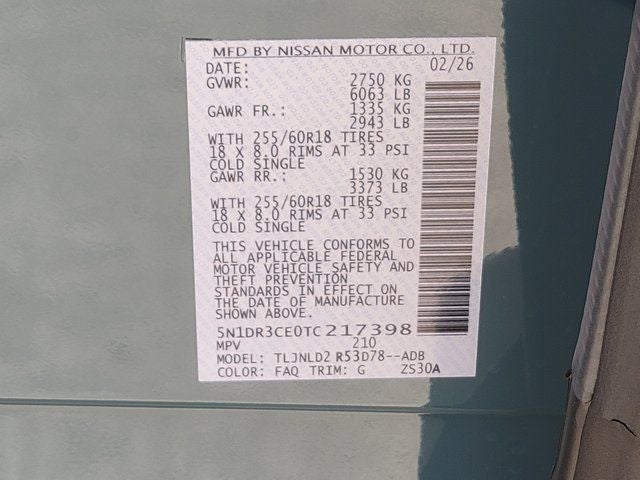 MFD BY NISSAN MOTOR CO., LTD.
DATE: 02/26
GVWR: 2750 KG
6063 LB
GAWR FR.: 1335 KG
2943 LB
WITH 255/60R18 TIRES
18 X 8.0 RIMS AT 33 PSI
COLD SINGLE
GAWR RR.: 1530 KG
3373 LB
WITH 255/60R18 TIRES
18 X 8.0 RIMS AT 33 PSI
COLD SINGLE
THIS VEHICLE CONFORMS TO
ALL APPLICABLE FEDERAL
MOTOR VEHICLE SAFETY AND
THEFT PREVENTION
STANDARDS IN EFFECT ON
THE DATE OF MANUFACTURE
SHOWN ABOVE.
5N1DR3CE0TC217398
MPV 210
MODEL: TLJNLD2 R53D78--ADB
COLOR: FAQ TRIM: G ZS30A